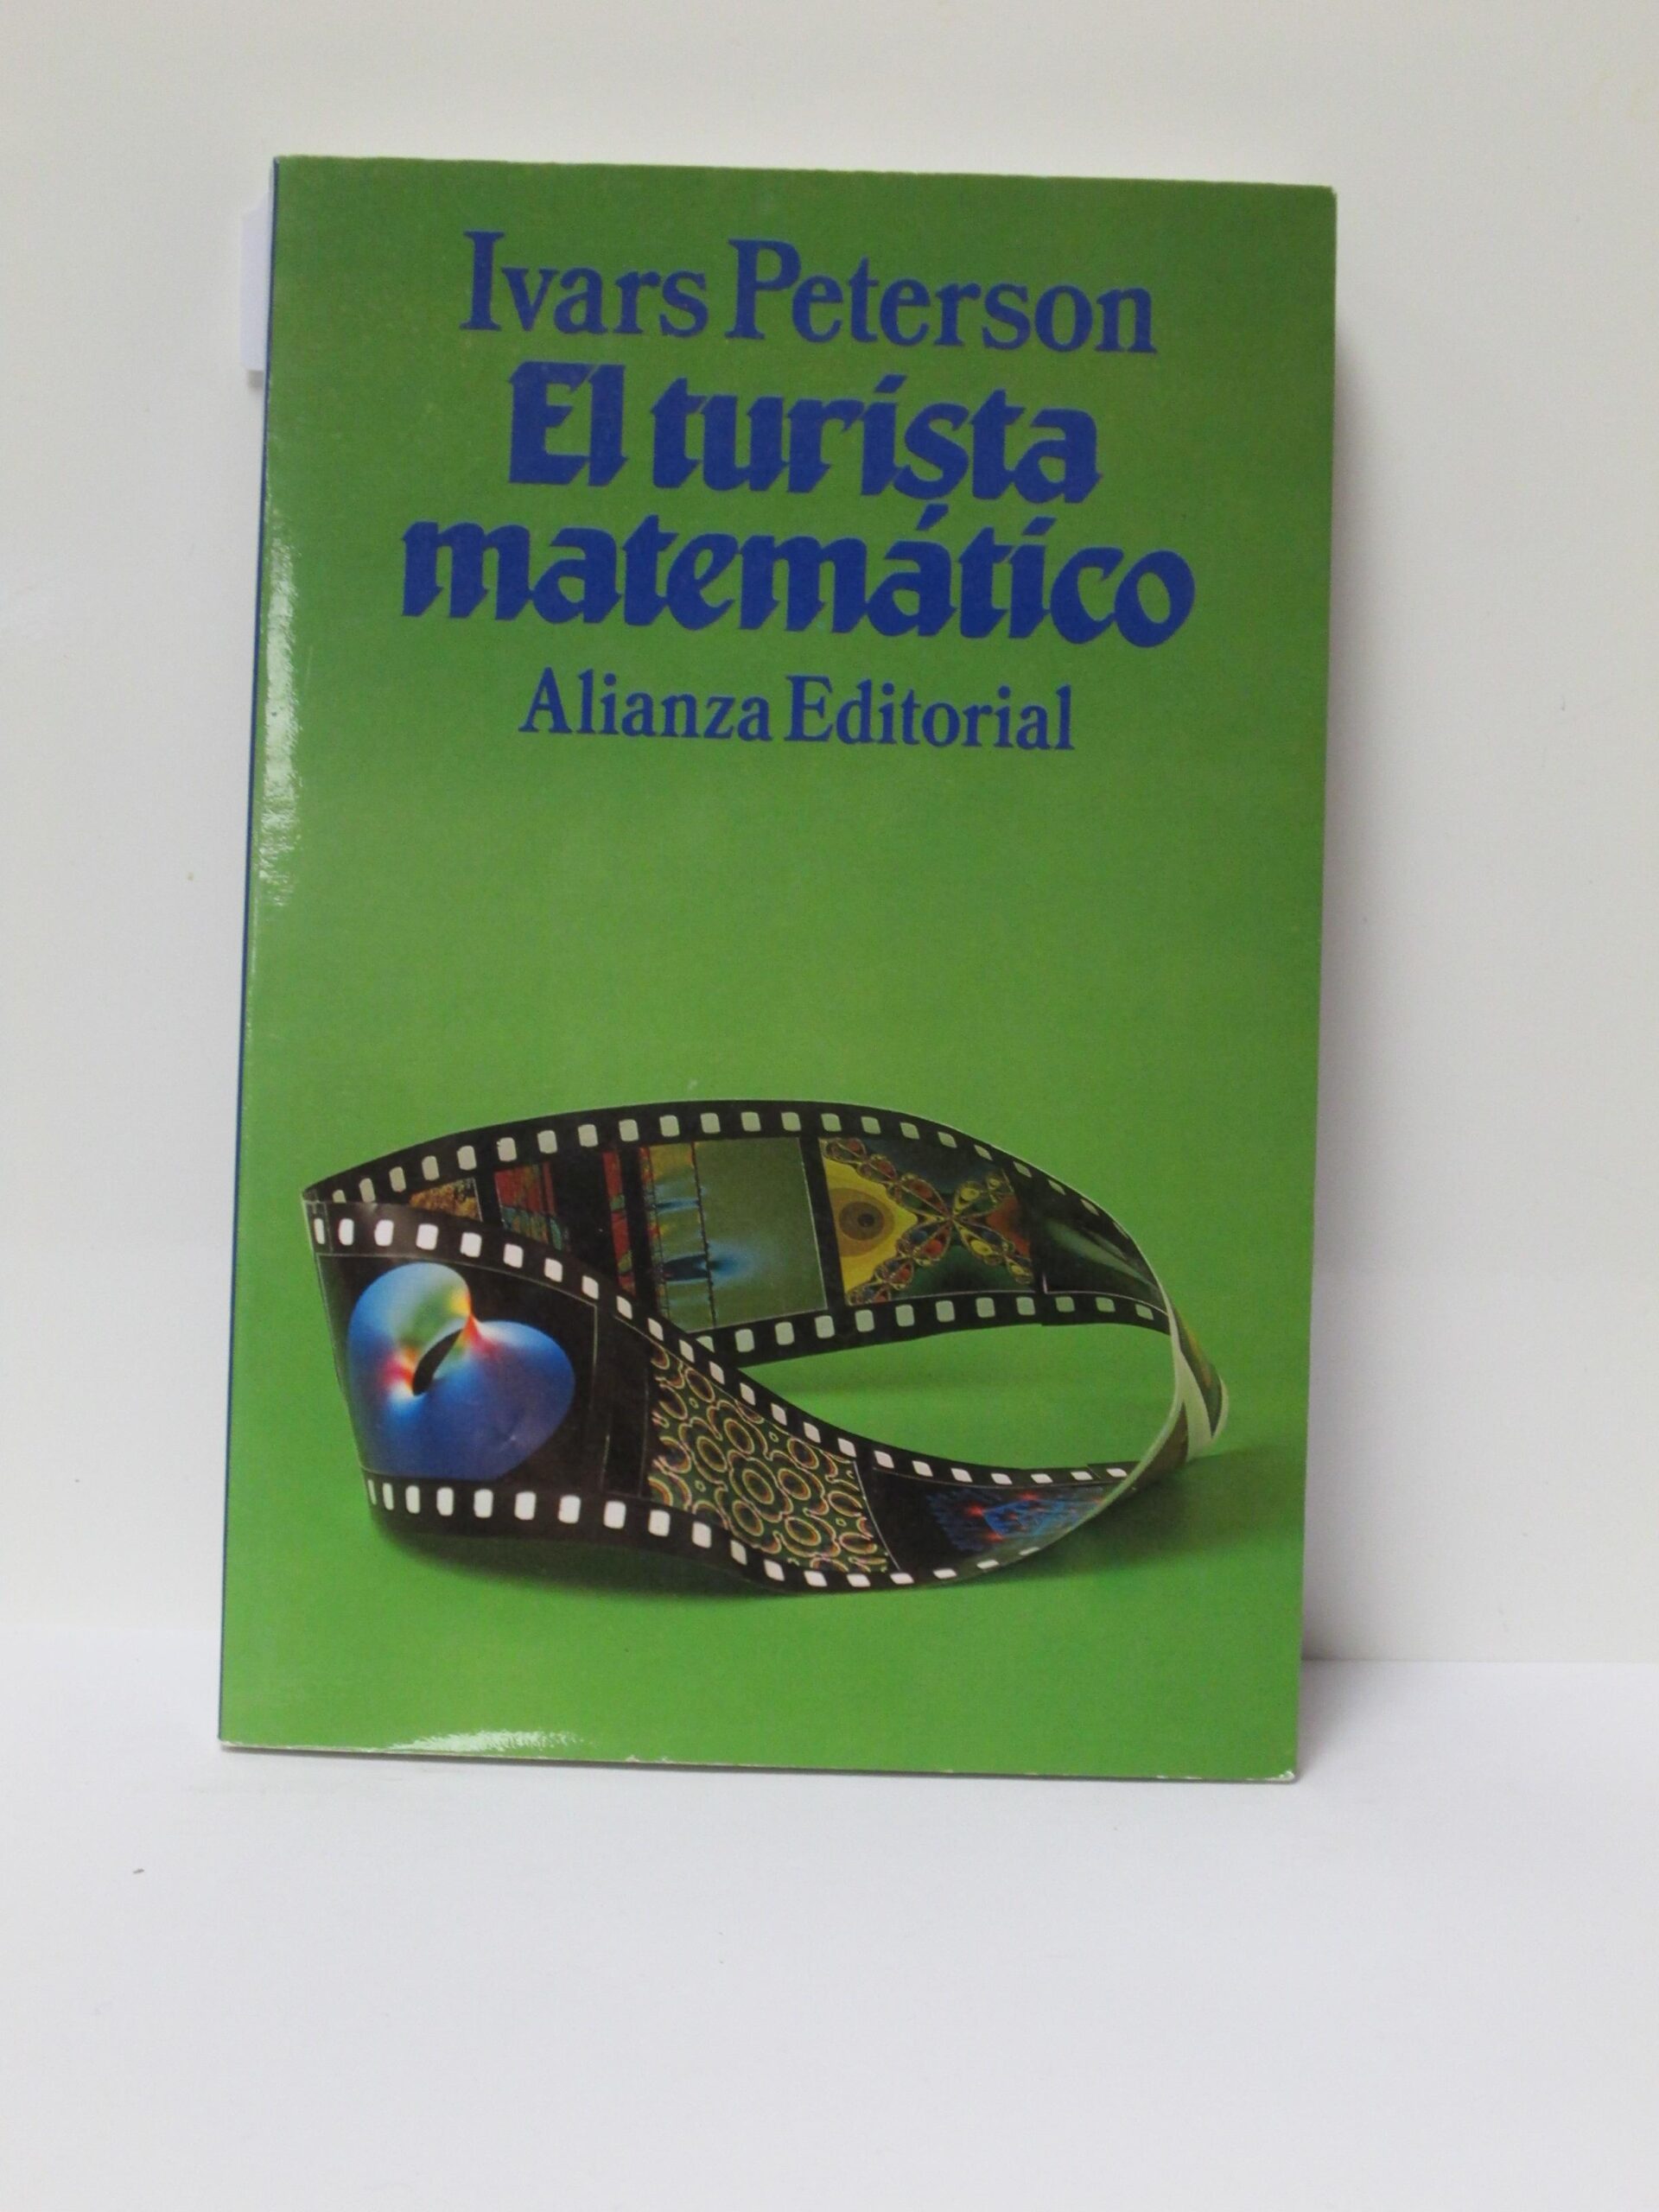 Ivars Peterson
El turista
matemático
Alianza Editorial